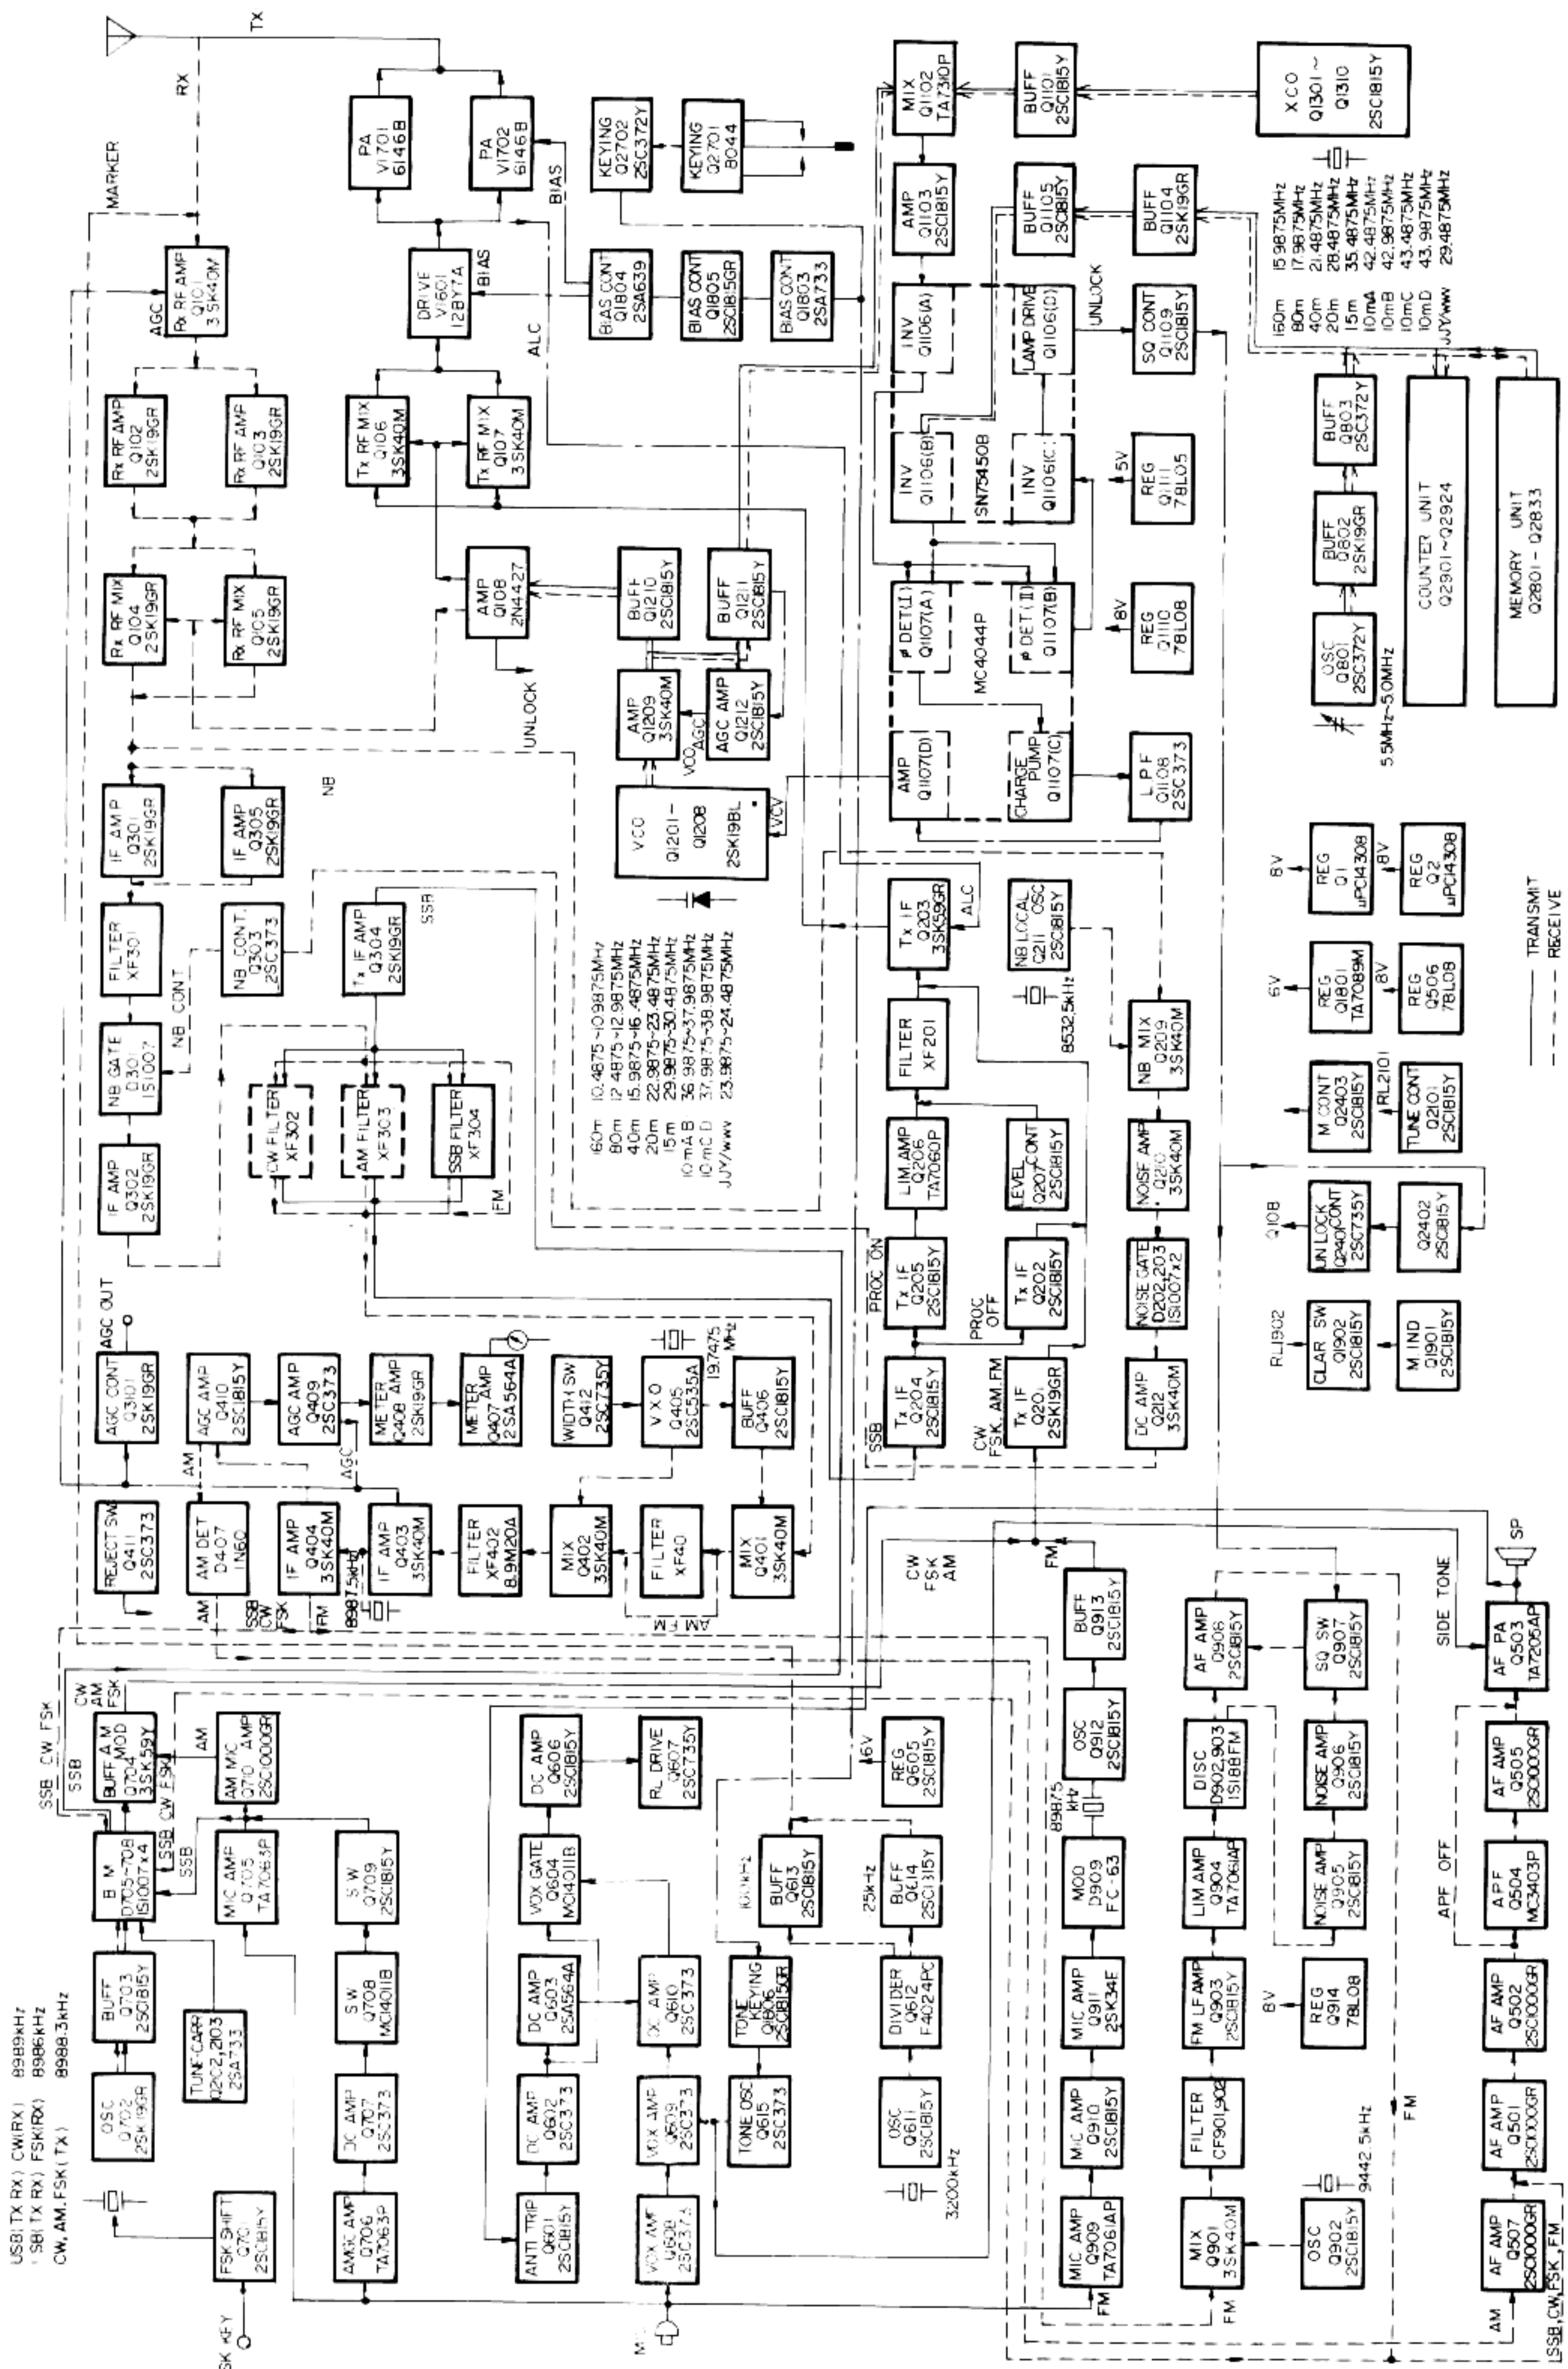 USB(TX RX) CW(RX) 8989kHz
SB(TX RX) FSK(RX) 8986kHz
CW, AM, FSK(TX) 8988.3kHz
SK KEY
FSK SHIFT
Q701
2SC1815Y
OSC
Q702
2SK19GR
BUFF
Q703
2SC1815Y
B M
D705-708
1S1007x4
BUFF A.M
MOD
Q704
3SK59Y
SSB, CW, FSK
SSB
CW
AM
FSK
TUNE-CARR
Q2102,2103
2SA733
MIC AMP
Q705
TA7063P
AM MIC
AMP
Q710
2SC1000GR
AM
SSB CW FSK
SSB
AMGC AMP
Q706
TA7063P
DC AMP
Q707
2SC373
SW
Q708
MC14011B
SW
Q709
2SC1815Y
ANTI TRIP
Q601
2SC1815Y
DC AMP
Q602
2SC373
DC AMP
Q603
2SA564A
VOX GATE
Q604
MC14011B
DC AMP
Q606
2SC1815Y
RL DRIVE
Q607
2SC735Y
VOX AMP
Q608
2SC373
VOX AMP
Q609
2SC373
DC AMP
Q610
2SC373
TONE OSC
Q615
2SC373
TONE
KEYING
Q1806
2SC1815GR
100kHz
BUFF
Q613
2SC1815Y
REG
Q605
2SC1815Y
16V
3200kHz
OSC
Q611
2SC1815Y
DIVIDER
Q612
F4024PC
25kHz
BUFF
Q614
2SC1815Y
FM
MIC AMP
Q909
TA7061AP
MIC AMP
Q910
2SC1815Y
MIC AMP
Q911
2SK34E
MOD
D909
FC-63
8987.5
kHz
OSC
Q912
2SC1815Y
BUFF
Q913
2SC1815Y
FM
CW
FSK
AM
FM
MIX
Q901
3SK40M
FILTER
CF901,902
FM LF AMP
Q903
2SC1815Y
LIM AMP
Q904
TA7061AP
DISC
D902,903
1S188FM
AF AMP
Q906
2SC1815Y
OSC
Q902
2SC1815Y
9442.5kHz
8V
REG
Q914
78L08
NOISE AMP
Q905
2SC1815Y
NOISE AMP
Q906
2SC1815Y
SQ SW
Q907
2SC1815Y
FM
AM
SSB, CW, FSK, FM
AF AMP
Q507
2SC1000GR
AF AMP
Q501
2SC1000GR
AF AMP
Q502
2SC1000GR
APF OFF
APF
Q504
MC3403P
AF AMP
Q505
2SC1000GR
SIDE TONE
AF PA
Q503
TA7205AP
SP
REJECT SW
Q411
2SC373
AGC CONT
Q3101
2SK19GR
AGC OUT
AM DET
D407
1N60
AM
AGC AMP
Q410
2SC1815Y
AM
SSB
CW
FSK
FM
IF AMP
Q404
3SK40M
AGC AMP
Q409
2SC373
8987.5kHz
AGC
IF AMP
Q403
3SK40M
METER
AMP
Q408
2SK19GR
FILTER
XF402
8.9M20A
METER
AMP
Q407
2SA564A
MIX
Q402
3SK40M
WIDTH SW
Q412
2SC735Y
AM.FM
FILTER
XF401
VXO
Q405
2SC535A
19.7475
MHz
MIX
Q401
3SK40M
BUFF
Q406
2SC1815Y
SSB
Tx IF
Q204
2SC1815Y
PROC ON
Tx IF
Q205
2SC1815Y
LIM. AMP
Q206
TA7060P
FILTER
XF201
Tx IF
Q203
3SK59GR
ALC
CW
FSK, AM, FM
Tx IF
Q201
2SK19GR
PROC
OFF
Tx IF
Q202
2SC1815Y
LEVEL
CONT
Q207
2SC1815Y
NB LOCAL
OSC
Q211
2SC1815Y
8532.5kHz
DC AMP
Q212
3SK40M
NOISE GATE
D202,203
1S1007x2
NOISE AMP
Q210
3SK40M
NB MIX
Q209
3SK40M
IF AMP
Q302
2SK19GR
NB GATE
D301
1S1007
FILTER
XF301
IF AMP
Q301
2SK19GR
IF AMP
Q305
2SK19GR
NB
NB CONT
NB CONT.
Q303
2SC373
CW FILTER
XF302
AM FILTER
XF303
SSB FILTER
XF304
FM
Tx IF AMP
Q304
2SK19GR
SSB
160m 10.4875~10.9875MHz
80m 12.4875~12.9875MHz
40m 15.9875~16.4875MHz
20m 22.9875~23.4875MHz
15m 29.9875~30.4875MHz
10mA B 36.9875~37.9875MHz
10mC D 37.9875~38.9875MHz
JJY/wwv 23.9875~24.4875MHz
Rx RF MIX
Q104
2SK19GR
Rx RF MIX
Q105
2SK19GR
Rx RF AMP
Q102
2SK19GR
Rx RF AMP
Q103
2SK19GR
AGC
Rx RF AMP
Q101
3SK40M
MARKER
RX
TX
Tx RF MIX
Q106
3SK40M
Tx RF MIX
Q107
3SK40M
DRIVE
V1601
12BY7A
BIAS
PA
V1701
6146B
PA
V1702
6146B
ALC
BIAS
AMP
Q108
2N4427
UNLOCK
VCO
Q1201-
Q1208
2SK19BL
VCV
AMP
Q1209
3SK40M
VCO
AGC
AGC AMP
Q1212
2SC1815Y
BUFF
Q1210
2SC1815Y
BUFF
Q1211
2SC1815Y
BIAS CONT
Q1804
2SA639
BIAS CONT
Q1805
2SC1815GR
BIAS CONT
Q1803
2SA733
KEYING
Q2702
2SC372Y
KEYING
Q2701
8044
AMP
Q1107(D)
ø DET(I)
Q1107(A)
MC4044P
CHARGE
PUMP
Q1107(C)
ø DET(II)
Q1107(B)
LPF
Q1108
2SC373
8V
REG
Q1110
78L08
INV
Q1106(B)
INV
Q1106(A)
SN75450B
INV
Q1106(C)
LAMP DRIVE
Q1106(D)
15V
REG
Q1111
78L05
UNLOCK
SQ CONT
Q1109
2SC1815Y
AMP
Q1103
2SC1815Y
MIX
Q1102
TA7310P
BUFF
Q1105
2SC1815Y
BUFF
Q1101
2SC1815Y
BUFF
Q1104
2SK19GR
XCO
Q1301~
Q1310
2SC1815Y
160m 15.9875MHz
80m 17.9875MHz
40m 21.4875MHz
20m 28.4875MHz
15m 35.4875MHz
10mA 42.4875MHz
10mB 42.9875MHz
10mC 43.4875MHz
10mD 43.9875MHz
JJYwwv 29.4875MHz
OSC
Q801
2SC372Y
5.5MHz~5.0MHz
BUFF
Q802
2SK19GR
BUFF
Q803
2SC372Y
COUNTER UNIT
Q2901~Q2924
MEMORY UNIT
Q2801-Q2833
RL1902
CLAR SW
Q1902
2SC1815Y
M.IND
Q1901
2SC1815Y
Q108
UNLOCK
CONT
Q2401
2SC735Y
Q2402
2SC1815Y
M CONT
Q2403
2SC1815Y
RL2101
TUNE CONT
Q2101
2SC1815Y
6V
REG
Q1801
TA7089M
8V
REG
Q506
78L08
8V
REG
Q1
µPC14308
8V
REG
Q2
µPC14308
TRANSMIT
RECEIVE